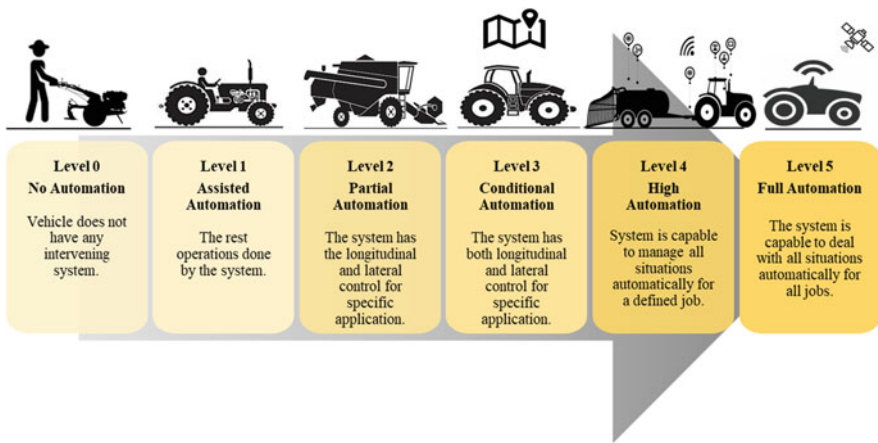 Level 0
No Automation
Vehicle does not
have any
intervening
system.
Level 1
Assisted
Automation
The rest
operations done
by the system.
Level 2
Partial
Automation
The system has
the longitudinal
and lateral
control for
specific
application.
Level 3
Conditional
Automation
The system has
both longitudinal
and lateral
control for
specific
application.
Level 4
High
Automation
System is capable
to manage all
situations
automatically for
a defined job.
Level 5
Full Automation
The system is
capable to deal
with all situations
automatically for
all jobs.